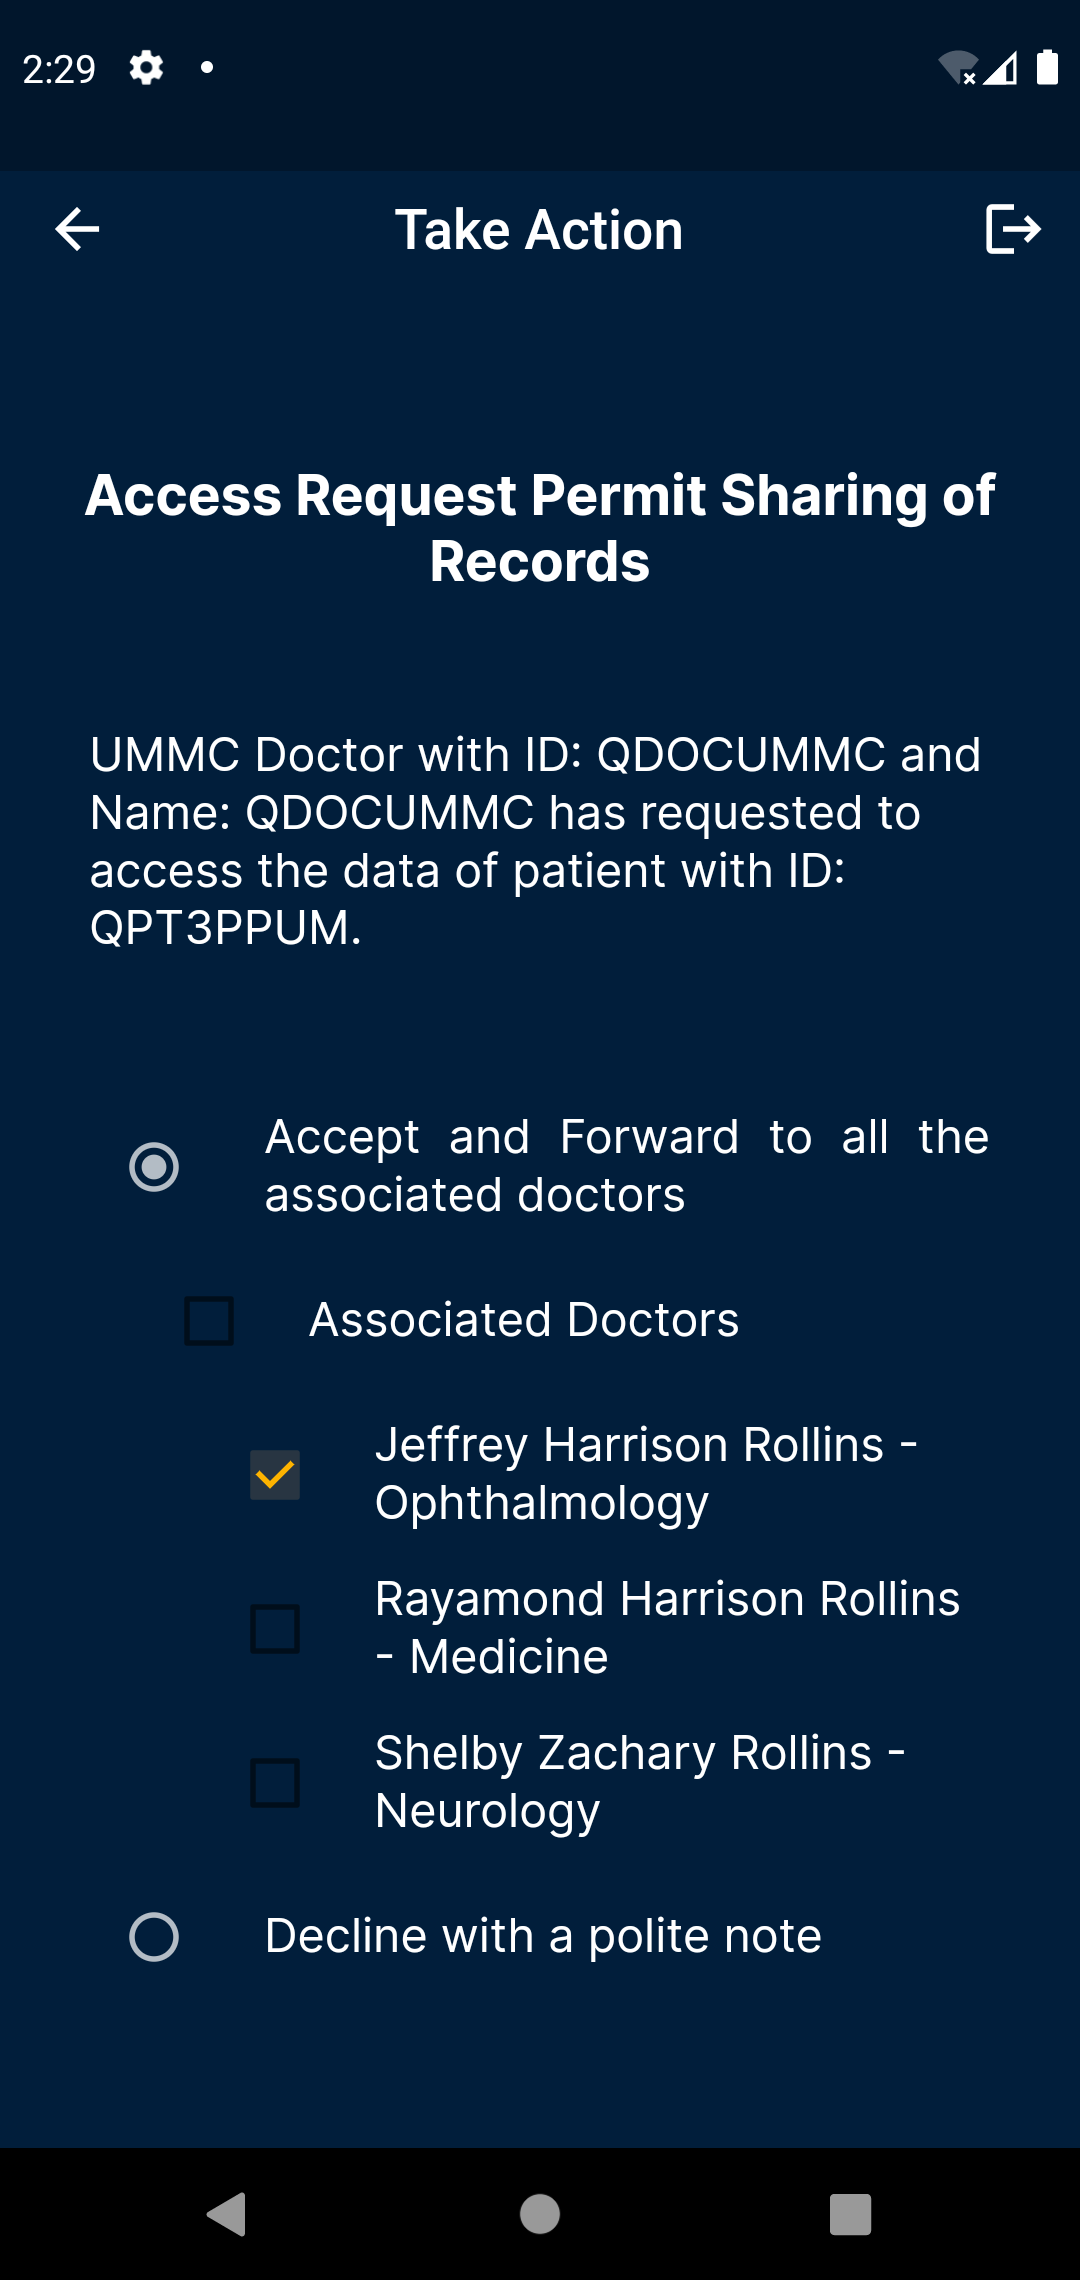 2:29
Take Action
Access Request Permit Sharing of
Records
UMMC Doctor with ID: QDOCUMMC and
Name: QDOCUMMC has requested to
access the data of patient with ID:
QPT3PPUM.
Accept and Forward to all the
associated doctors
Associated Doctors
Jeffrey Harrison Rollins -
Ophthalmology
Rayamond Harrison Rollins
- Medicine
Shelby Zachary Rollins -
Neurology
Decline with a polite note